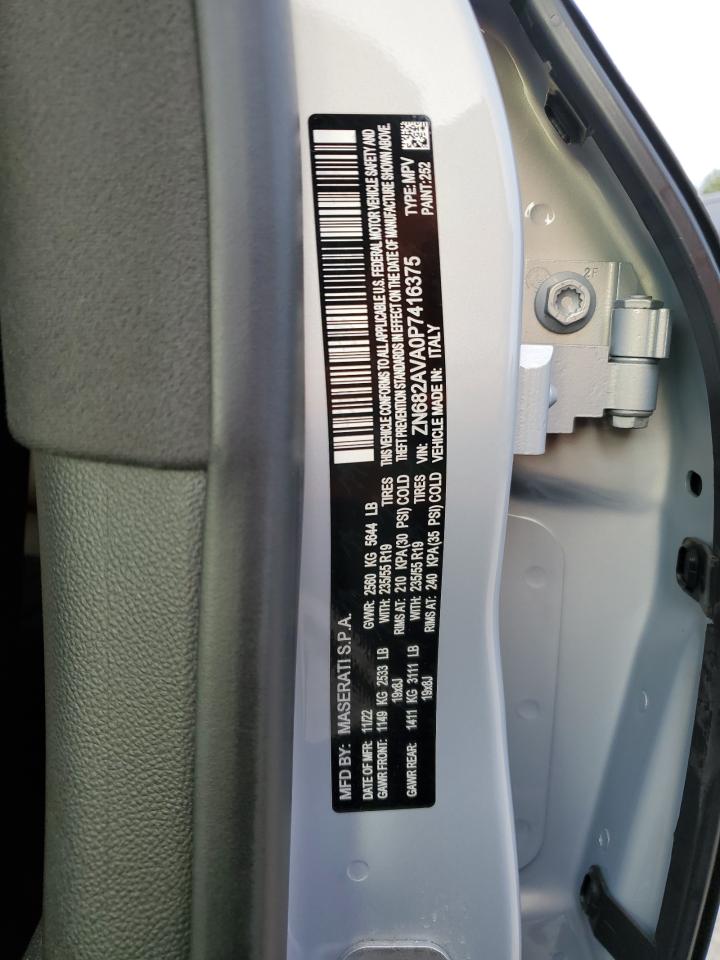 MFD BY: MASERATI S.P.A.
DATE OF MFR: 11/22 GVWR: 2560 KG 5644 LB
GAWR FRONT: 1149 KG 2533 LB WITH: 235/55 R19 TIRES
19x8J RIMS AT: 210 KPA(30 PSI) COLD
GAWR REAR: 1411 KG 3111 LB WITH: 235/55 R19 TIRES
19x8J RIMS AT: 240 KPA(35 PSI) COLD
THIS VEHICLE CONFORMS TO ALL APPLICABLE U.S. FEDERAL MOTOR VEHICLE SAFETY AND
THEFT PREVENTION STANDARDS IN EFFECT ON THE DATE OF MANUFACTURE SHOWN ABOVE.
VIN: ZN682AVA0P7416375 TYPE: MPV
VEHICLE MADE IN: ITALY PAINT: 252
2F